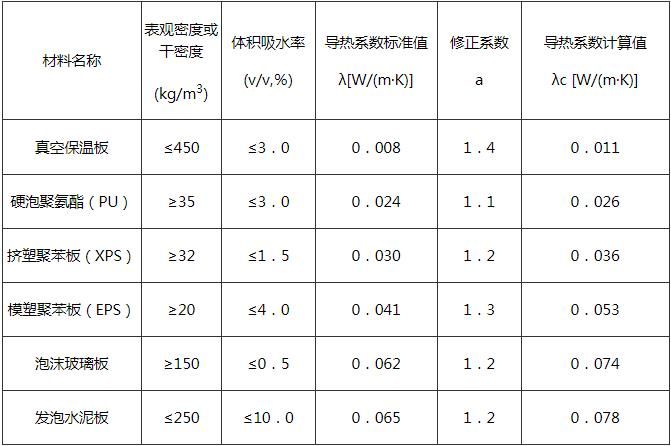 材料名称 表观密度或干密度 (kg/m³) 体积吸水率 (v/v,%) 导热系数标准值 λ[W/(m·K)] 修正系数 a 导热系数计算值 λc [W/(m·K)]
真空保温板 ≤450 ≤3．0 0．008 1．4 0．011
硬泡聚氨酯（PU） ≥35 ≤3．0 0．024 1．1 0．026
挤塑聚苯板（XPS） ≥32 ≤1．5 0．030 1．2 0．036
模塑聚苯板（EPS） ≥20 ≤4．0 0．041 1．3 0．053
泡沫玻璃板 ≥150 ≤0．5 0．062 1．2 0．074
发泡水泥板 ≤250 ≤10．0 0．065 1．2 0．078